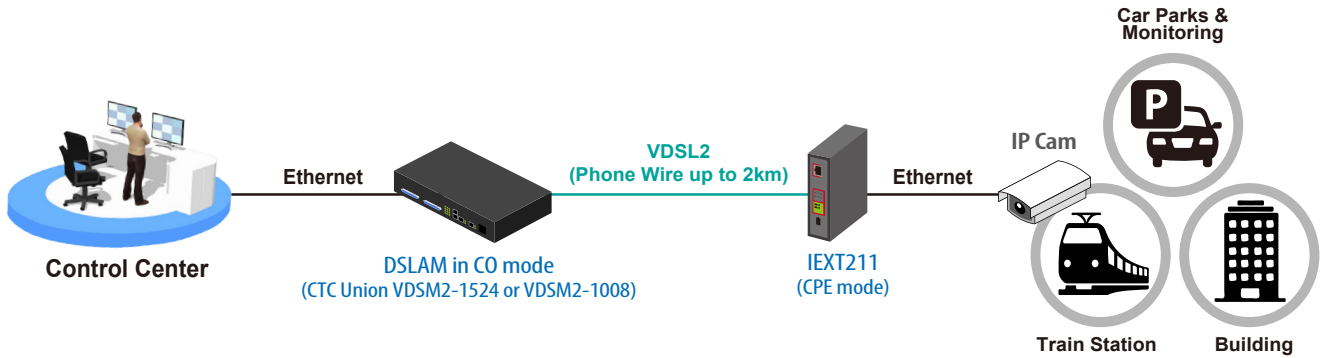 Car Parks &
Monitoring
P
IP Cam
VDSL2
(Phone Wire up to 2km)
Ethernet
Ethernet
Control Center
DSLAM in CO mode
(CTC Union VDSM2-1524 or VDSM2-1008)
IEXT211
(CPE mode)
Train Station
Building